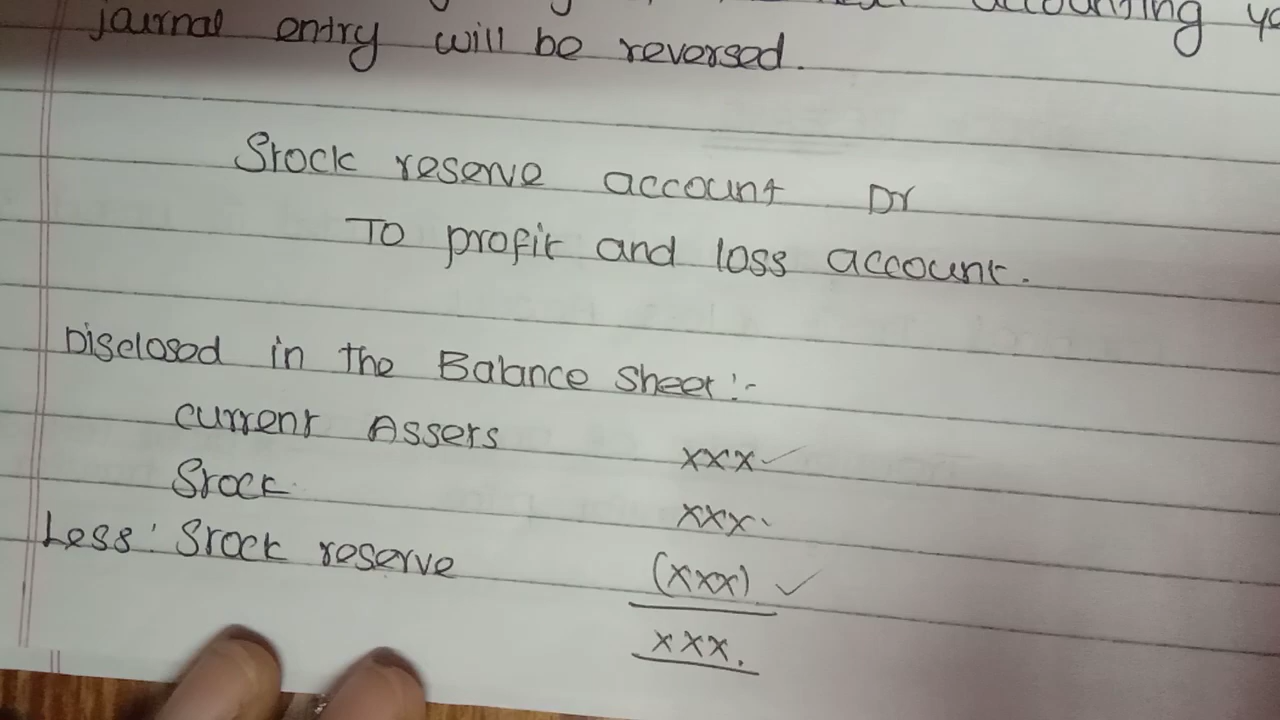 accounting
journal entry will be reversed.
Stock reserve account Dr
To profit and loss account.
Disclosed in the Balance Sheet :-
current Assets xxx
Stock xxx
Less : Stock reserve (xxx)
xxx.